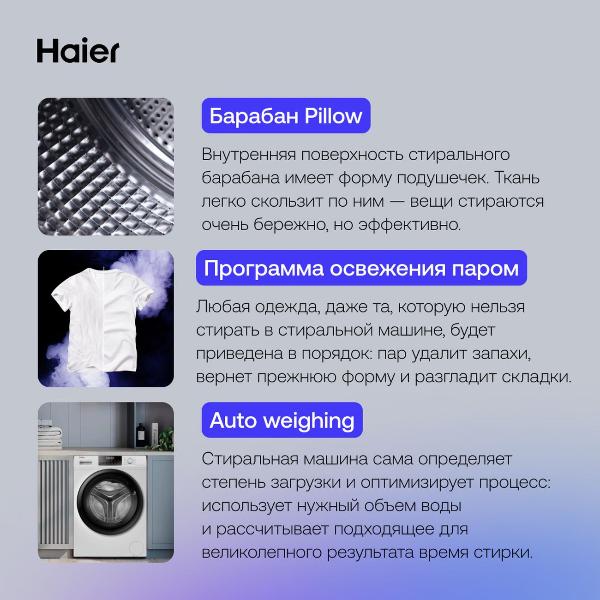 Haier
Барабан Pillow
Внутренняя поверхность стирального
барабана имеет форму подушечек. Ткань
легко скользит по ним — вещи стираются
очень бережно, но эффективно.
Программа освежения паром
Любая одежда, даже та, которую нельзя
стирать в стиральной машине, будет
приведена в порядок: пар удалит запахи,
вернет прежнюю форму и разгладит складки.
Auto weighing
Стиральная машина сама определяет
степень загрузки и оптимизирует процесс:
использует нужный объем воды
и рассчитывает подходящее для
великолепного результата время стирки.